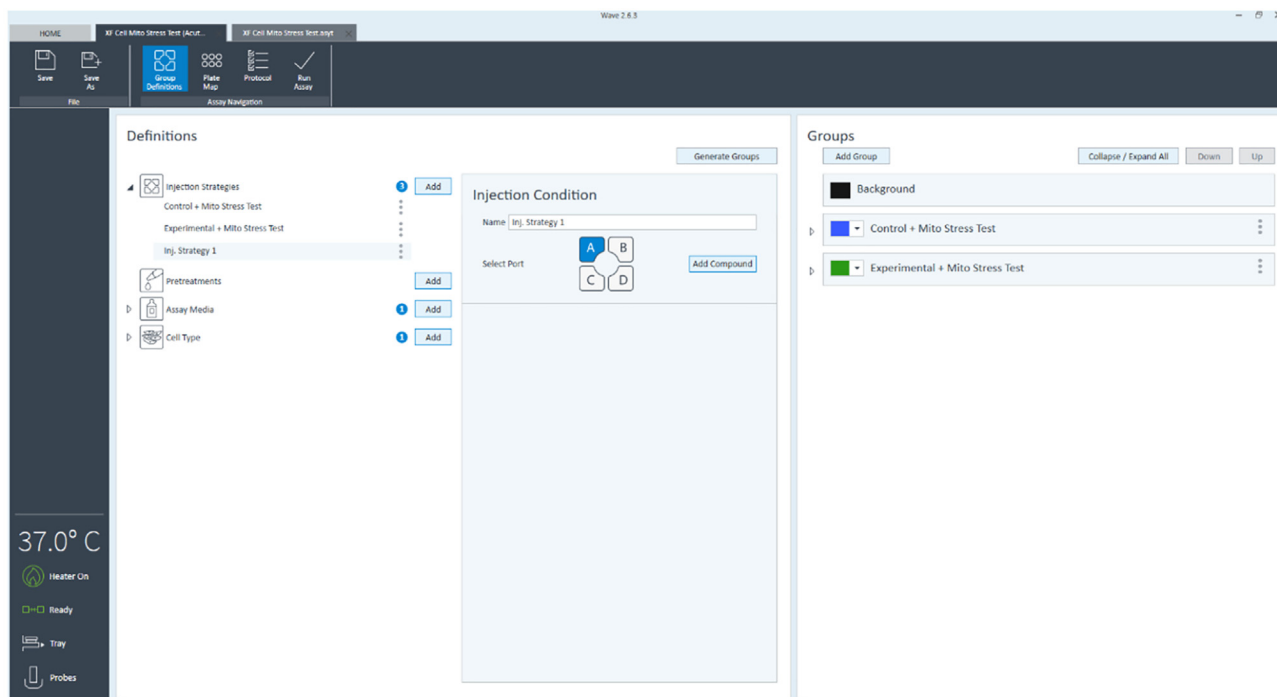 Wave 2.6.3
HOME
XF Cell Mito Stress Test (Acut...
XF Cell Mito Stress Test.asyt
Save
Save As
Group Definitions
Plate Map
Protocol
Run Assay
File
Assay Navigation
Definitions
Generate Groups
Injection Strategies
3
Add
Control + Mito Stress Test
Experimental + Mito Stress Test
Inj. Strategy 1
Pretreatments
Add
Assay Media
1
Add
Cell Type
1
Add
Injection Condition
Name
Inj. Strategy 1
Select Port
A
B
C
D
Add Compound
Groups
Add Group
Collapse / Expand All
Down
Up
Background
Control + Mito Stress Test
Experimental + Mito Stress Test
37.0° C
Heater On
Ready
Tray
Probes